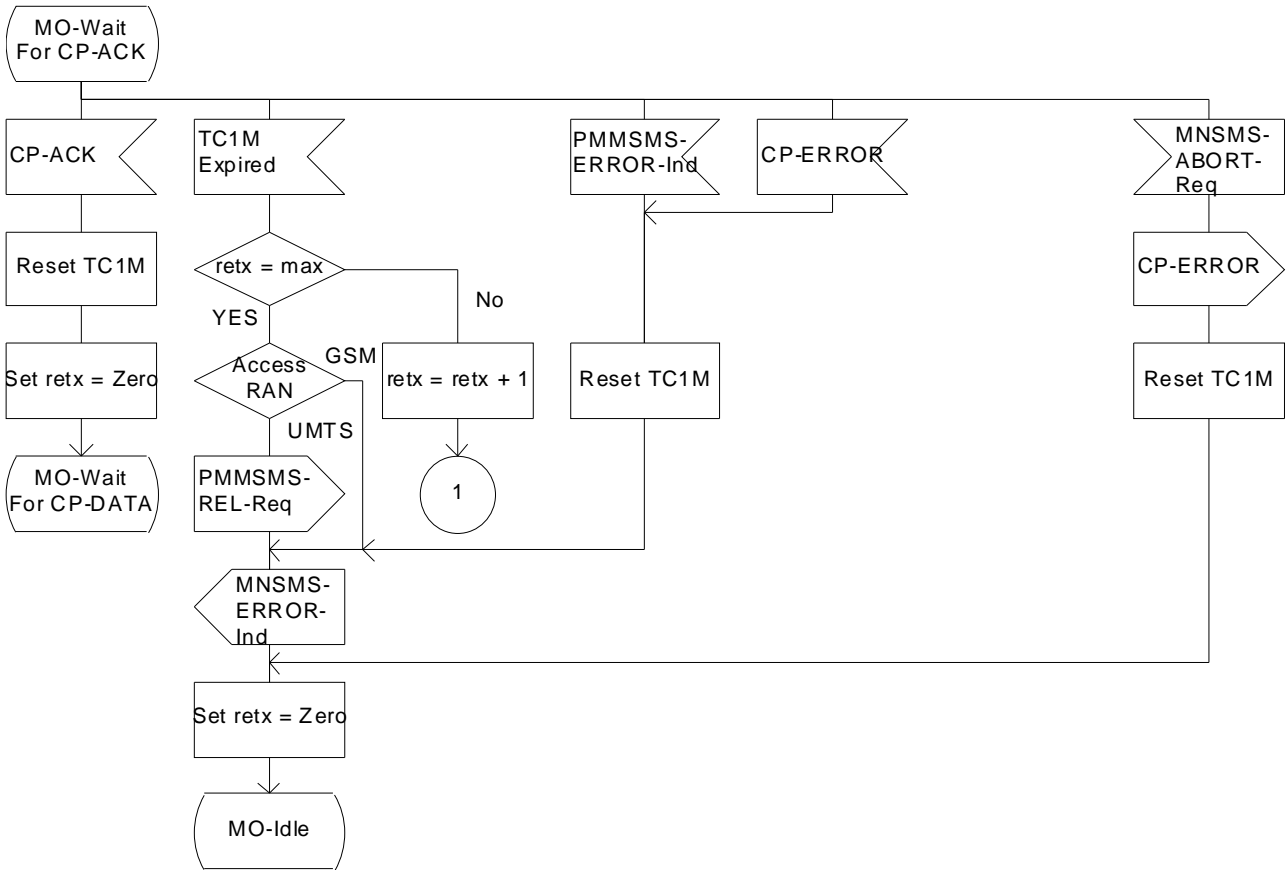 MO-Wait
For CP-ACK
CP-ACK
TC1M
Expired
PMMSMS-
ERROR-Ind
CP-ERROR
MNSMS-
ABORT-
Req
Reset TC1M
retx = max
CP-ERROR
No
YES
Set retx = Zero
Access
RAN
GSM
retx = retx + 1
Reset TC1M
Reset TC1M
UMTS
MO-Wait
For CP-DATA
PMMSMS-
REL-Req
1
MNSMS-
ERROR-
Ind
Set retx = Zero
MO-Idle